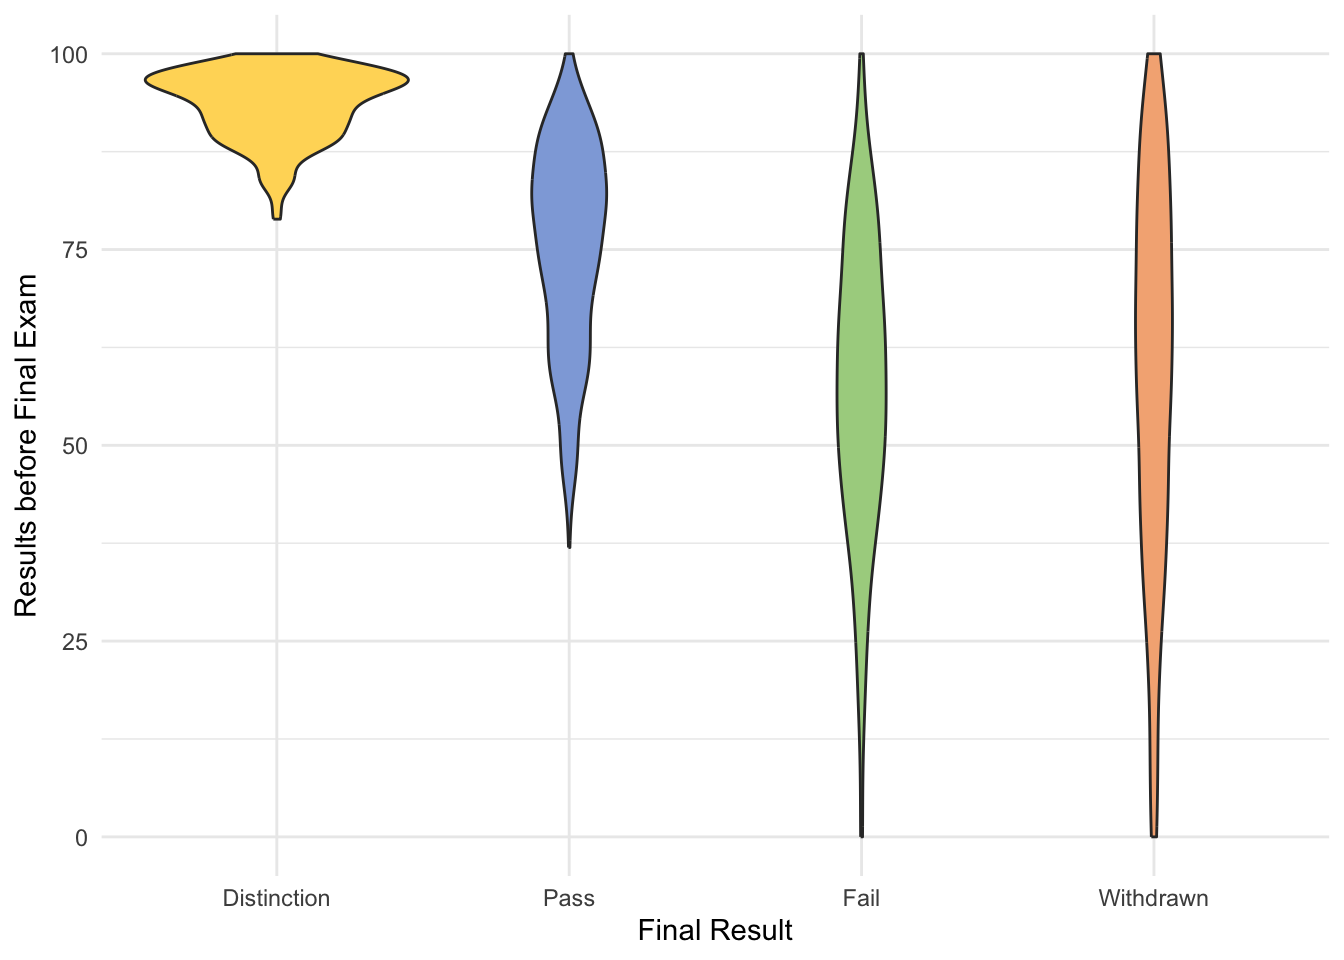 Results before Final Exam
100
75
50
25
0
Distinction Pass Fail Withdrawn
Final Result